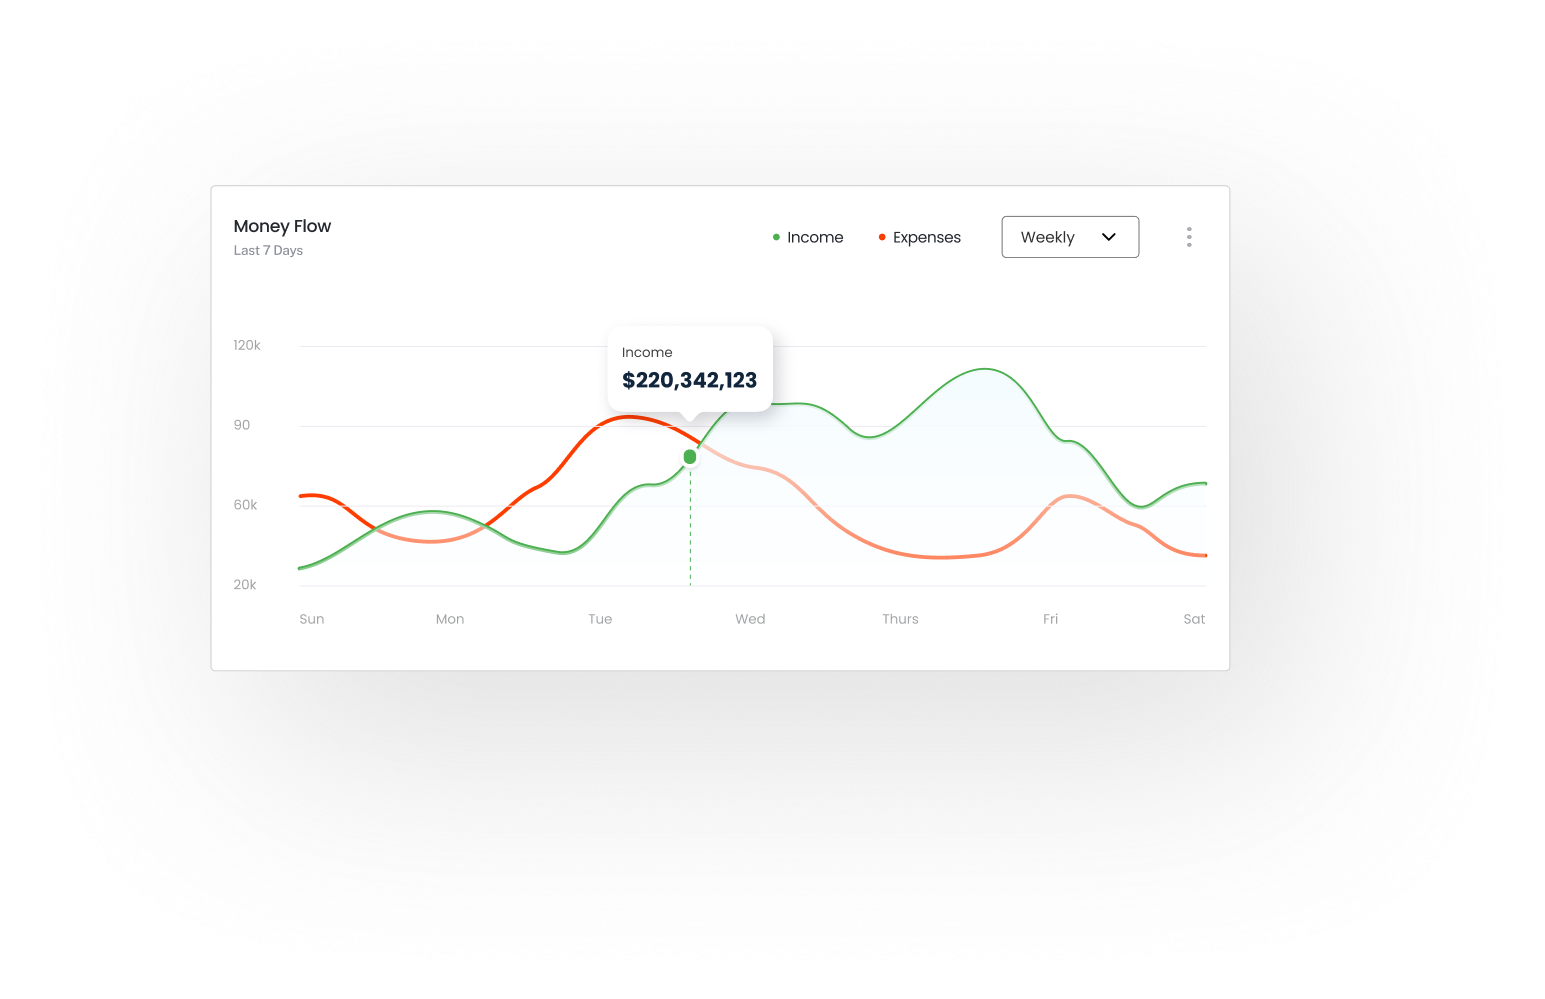 Money Flow
Last 7 Days
Income
Expenses
Weekly
120k
90
60k
20k
Income
$220,342,123
Sun
Mon
Tue
Wed
Thurs
Fri
Sat